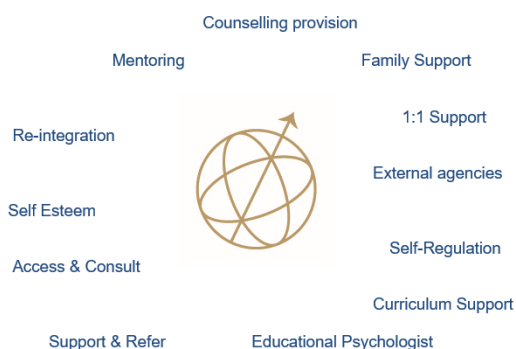 Counselling provision
Mentoring
Family Support
1:1 Support
Re-integration
External agencies
Self Esteem
Self-Regulation
Access & Consult
Curriculum Support
Support & Refer
Educational Psychologist